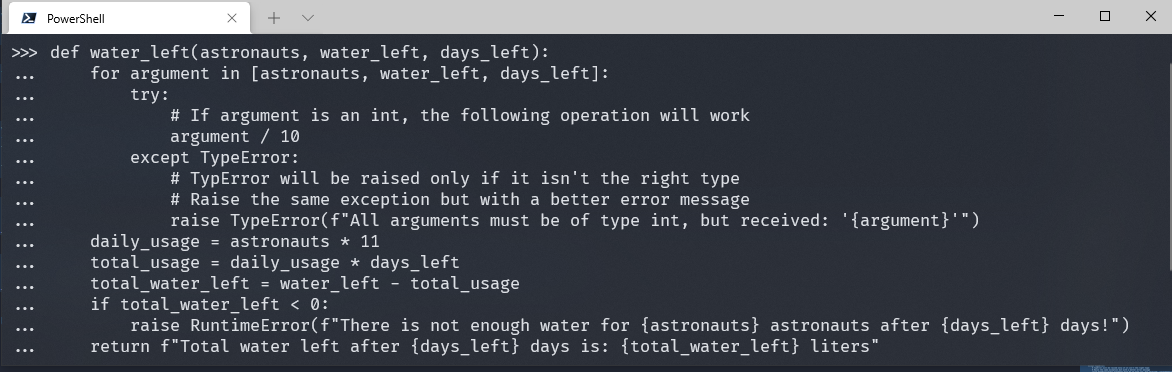 PowerShell
>>> def water_left(astronauts, water_left, days_left):
...     for argument in [astronauts, water_left, days_left]:
...         try:
...             # If argument is an int, the following operation will work
...             argument / 10
...         except TypeError:
...             # TypError will be raised only if it isn't the right type
...             # Raise the same exception but with a better error message
...             raise TypeError(f"All arguments must be of type int, but received: '{argument}'")
...     daily_usage = astronauts * 11
...     total_usage = daily_usage * days_left
...     total_water_left = water_left - total_usage
...     if total_water_left < 0:
...         raise RuntimeError(f"There is not enough water for {astronauts} astronauts after {days_left} days!")
...     return f"Total water left after {days_left} days is: {total_water_left} liters"